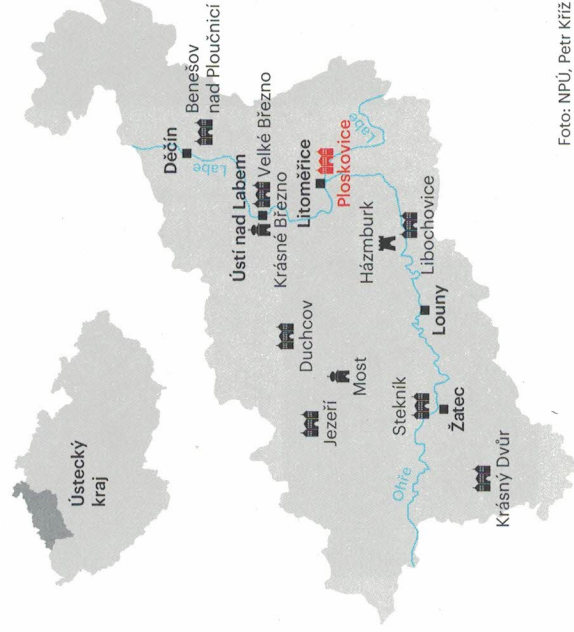 Ústecký
kraj
Děčín
Benešov
nad Ploučnicí
Labe
Ústí nad Labem
Velké Březno
Krásné Březno
Litoměřice
Ploskovice
Labe
Duchcov
Házmburk
Libochovice
Jezeří
Most
Louny
Stekník
Žatec
Ohře
Krásný Dvůr
Foto: NPÚ, Petr Kříž